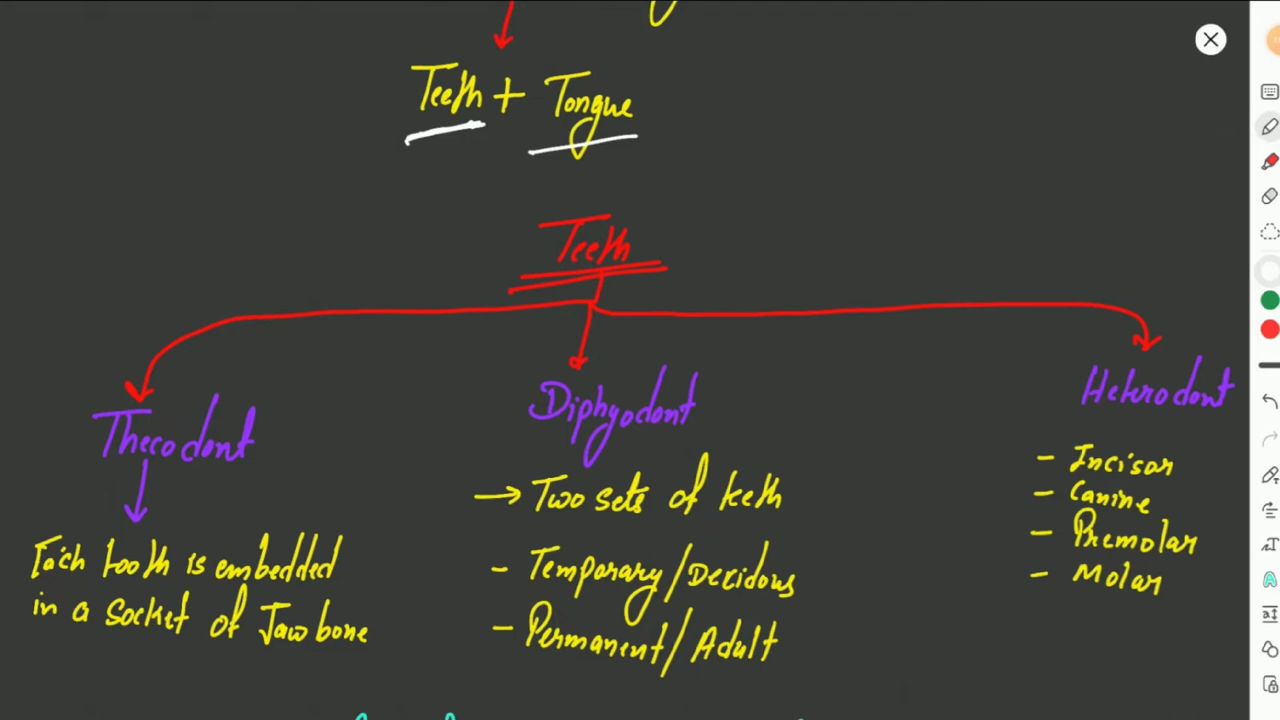 Teeth + Tongue
Teeth
Thecodont
Diphyodont
Heterodont
Each tooth is embedded
in a socket of Jaw bone
→ Two sets of teeth
- Temporary/Decidous
- Permanent/Adult
- Incisor
- Canine
- Premolar
- Molar